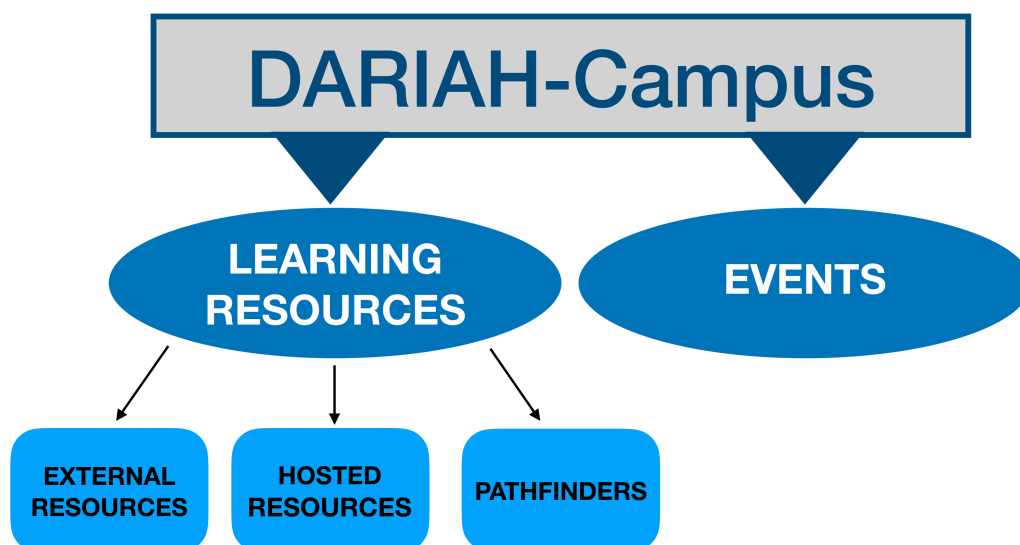 DARIAH-Campus
LEARNING
RESOURCES
EVENTS
EXTERNAL
RESOURCES
HOSTED
RESOURCES
PATHFINDERS